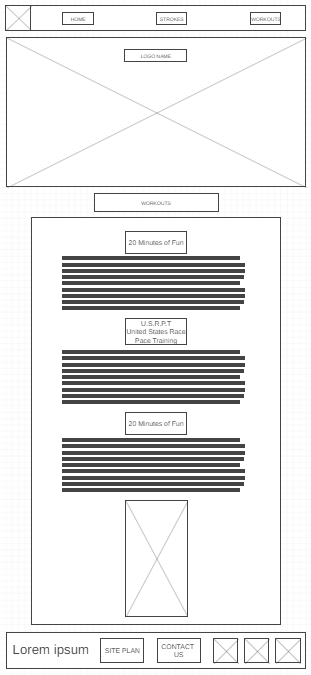 HOME
STROKES
WORKOUTS
LOGO NAME
WORKOUTS
20 Minutes of Fun
U.S.R.P.T
United States Race
Pace Training
20 Minutes of Fun
Lorem ipsum
SITE PLAN
CONTACT
US